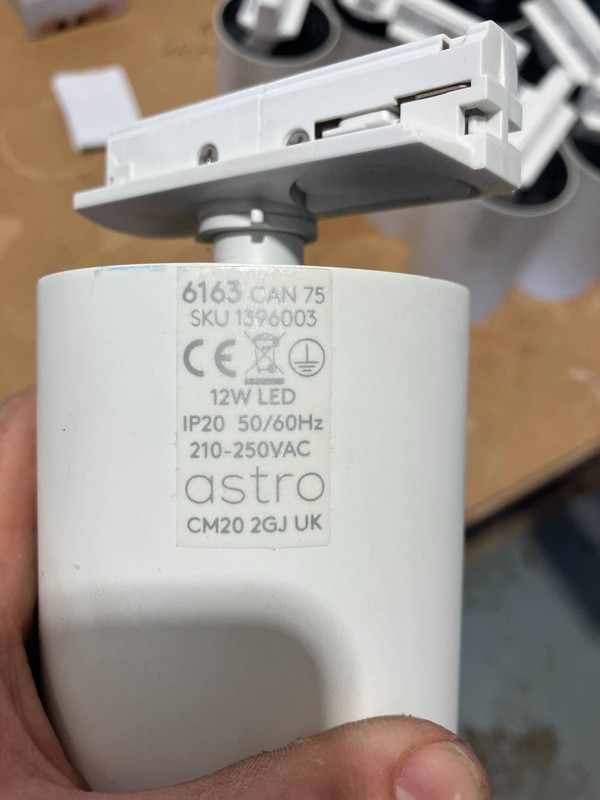 6163 CAN 75
SKU 1396003
CE
12W LED
IP20 50/60Hz
210-250VAC
astro
CM20 2GJ UK